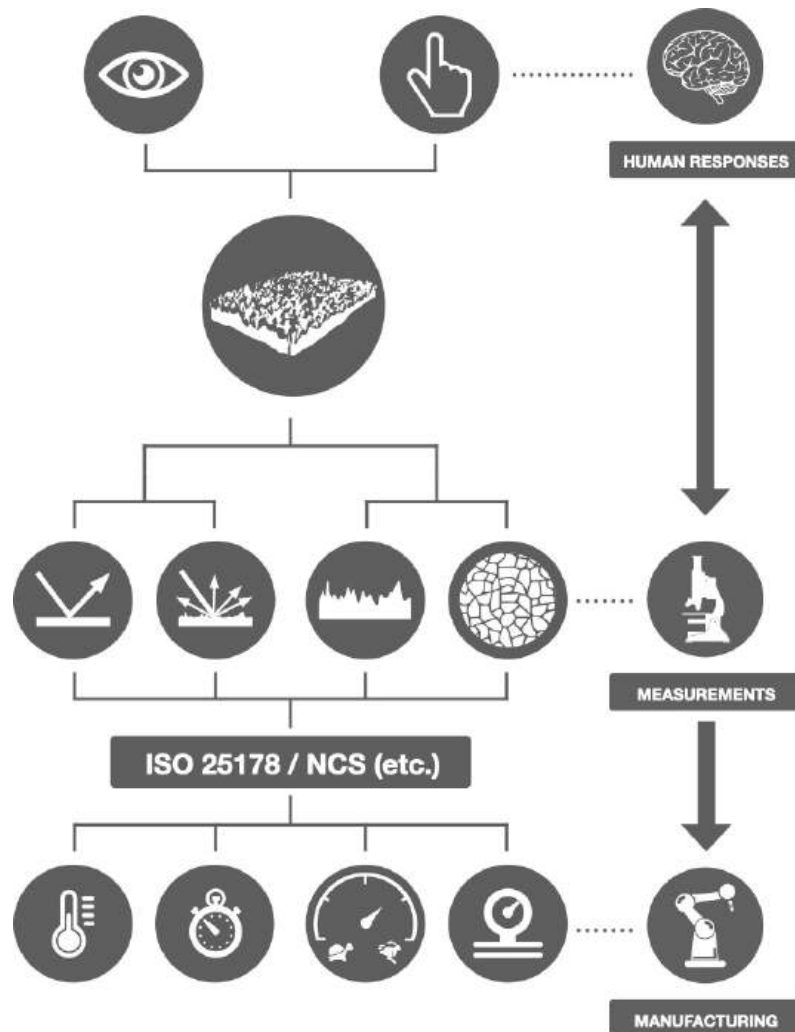 HUMAN RESPONSES
MEASUREMENTS
ISO 25178 / NCS (etc.)
MANUFACTURING